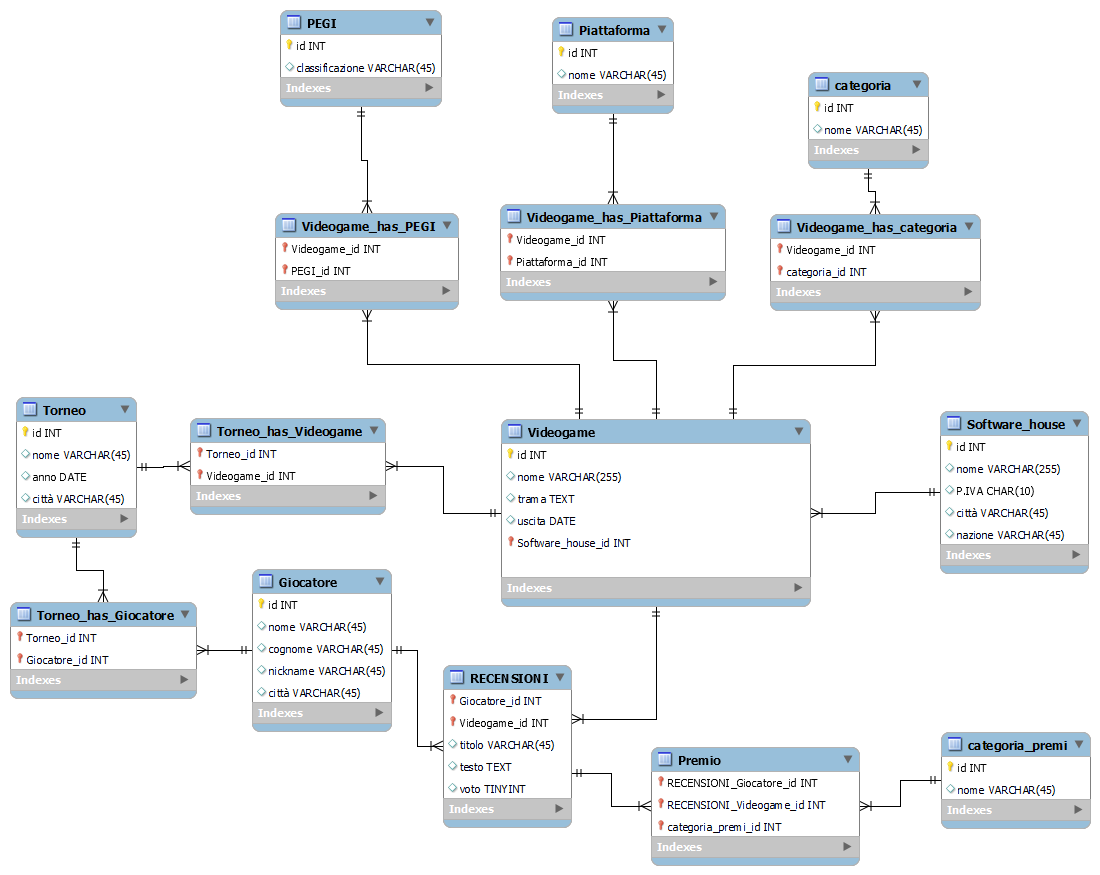 PEGI
id INT
classificazione VARCHAR(45)
Indexes
Piattaforma
id INT
nome VARCHAR(45)
Indexes
categoria
id INT
nome VARCHAR(45)
Indexes
Videogame_has_PEGI
Videogame_id INT
PEGI_id INT
Indexes
Videogame_has_Piattaforma
Videogame_id INT
Piattaforma_id INT
Indexes
Videogame_has_categoria
Videogame_id INT
categoria_id INT
Indexes
Torneo
id INT
nome VARCHAR(45)
anno DATE
città VARCHAR(45)
Indexes
Torneo_has_Videogame
Torneo_id INT
Videogame_id INT
Indexes
Videogame
id INT
nome VARCHAR(255)
trama TEXT
uscita DATE
Software_house_id INT
Indexes
Software_house
id INT
nome VARCHAR(255)
P.IVA CHAR(10)
città VARCHAR(45)
nazione VARCHAR(45)
Indexes
Torneo_has_Giocatore
Torneo_id INT
Giocatore_id INT
Indexes
Giocatore
id INT
nome VARCHAR(45)
cognome VARCHAR(45)
nickname VARCHAR(45)
città VARCHAR(45)
Indexes
RECENSIONI
Giocatore_id INT
Videogame_id INT
titolo VARCHAR(45)
testo TEXT
voto TINYINT
Indexes
Premio
RECENSIONI_Giocatore_id INT
RECENSIONI_Videogame_id INT
categoria_premi_id INT
Indexes
categoria_premi
id INT
nome VARCHAR(45)
Indexes